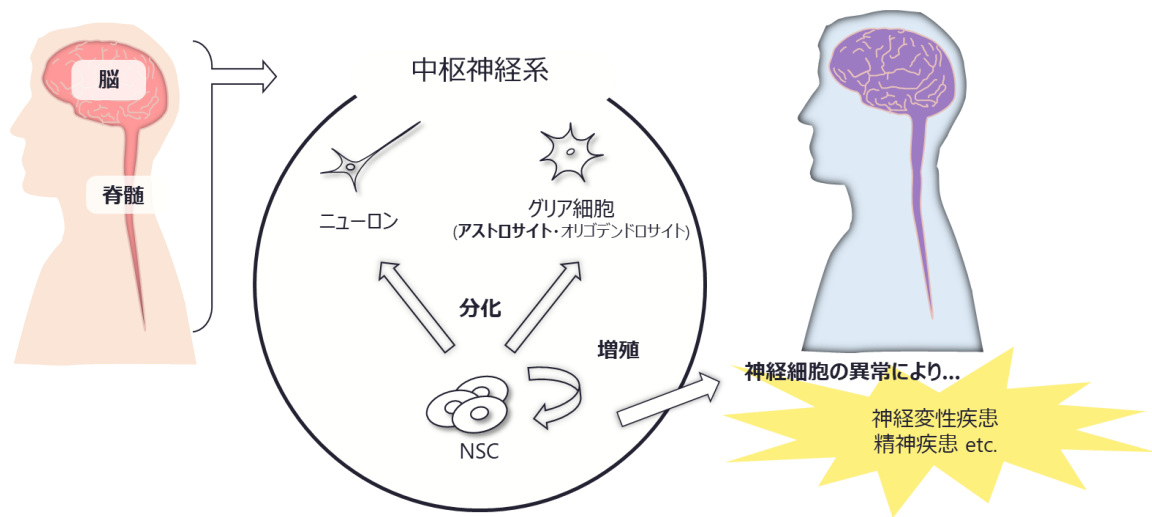 脳
脊髄
中枢神経系
ニューロン
グリア細胞
(アストロサイト・オリゴデンドロサイト)
分化
増殖
NSC
神経細胞の異常により...
神経変性疾患
精神疾患 etc.